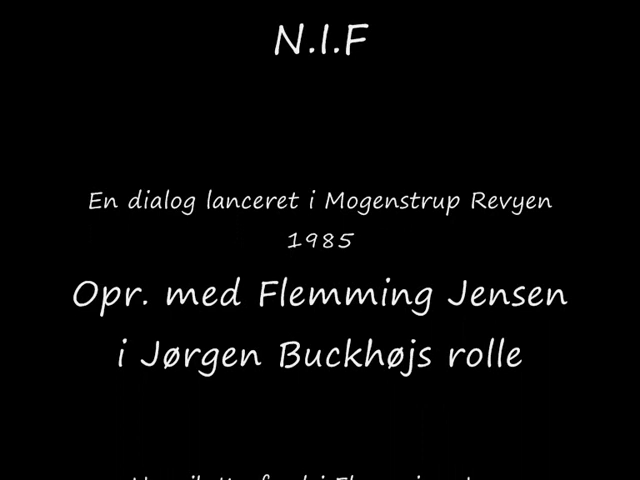 N.I.F
En dialog lanceret i Mogenstrup Revyen
1985
Opr. med Flemming Jensen
i Jørgen Buckhøjs rolle